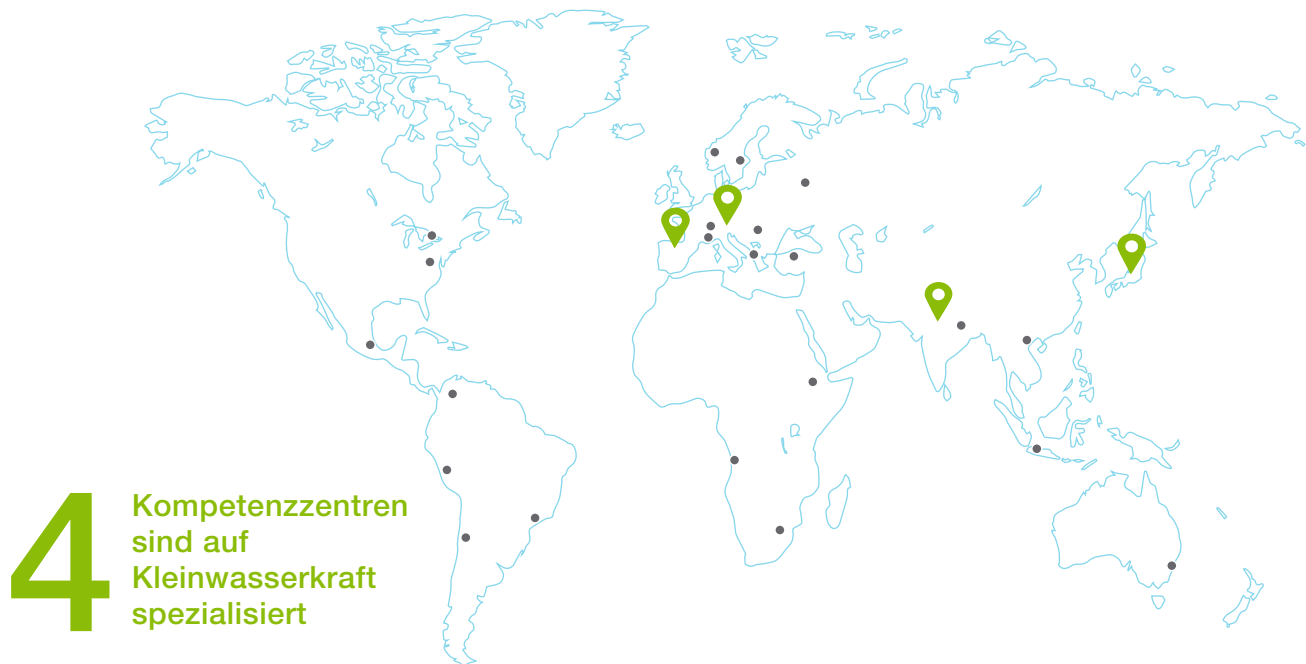 4
Kompetenzzentren
sind auf
Kleinwasserkraft
spezialisiert